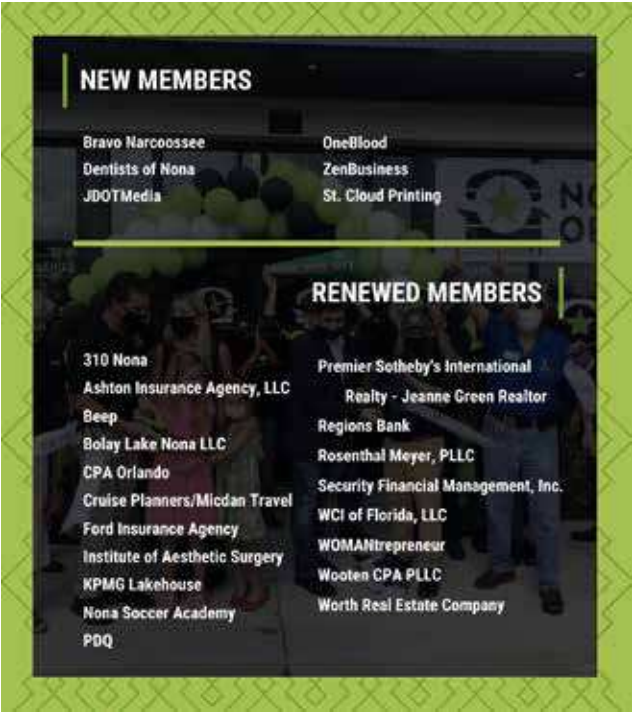 NEW MEMBERS
Bravo Narcoossee
Dentists of Nona
JDOTMedia
OneBlood
ZenBusiness
St. Cloud Printing
RENEWED MEMBERS
310 Nona
Ashton Insurance Agency, LLC
Beep
Bolay Lake Nona LLC
CPA Orlando
Cruise Planners/Micdan Travel
Ford Insurance Agency
Institute of Aesthetic Surgery
KPMG Lakehouse
Nona Soccer Academy
PDQ
Premier Sotheby's International
Realty - Jeanne Green Realtor
Regions Bank
Rosenthal Meyer, PLLC
Security Financial Management, Inc.
WCI of Florida, LLC
WOMANtrepreneur
Wooten CPA PLLC
Worth Real Estate Company